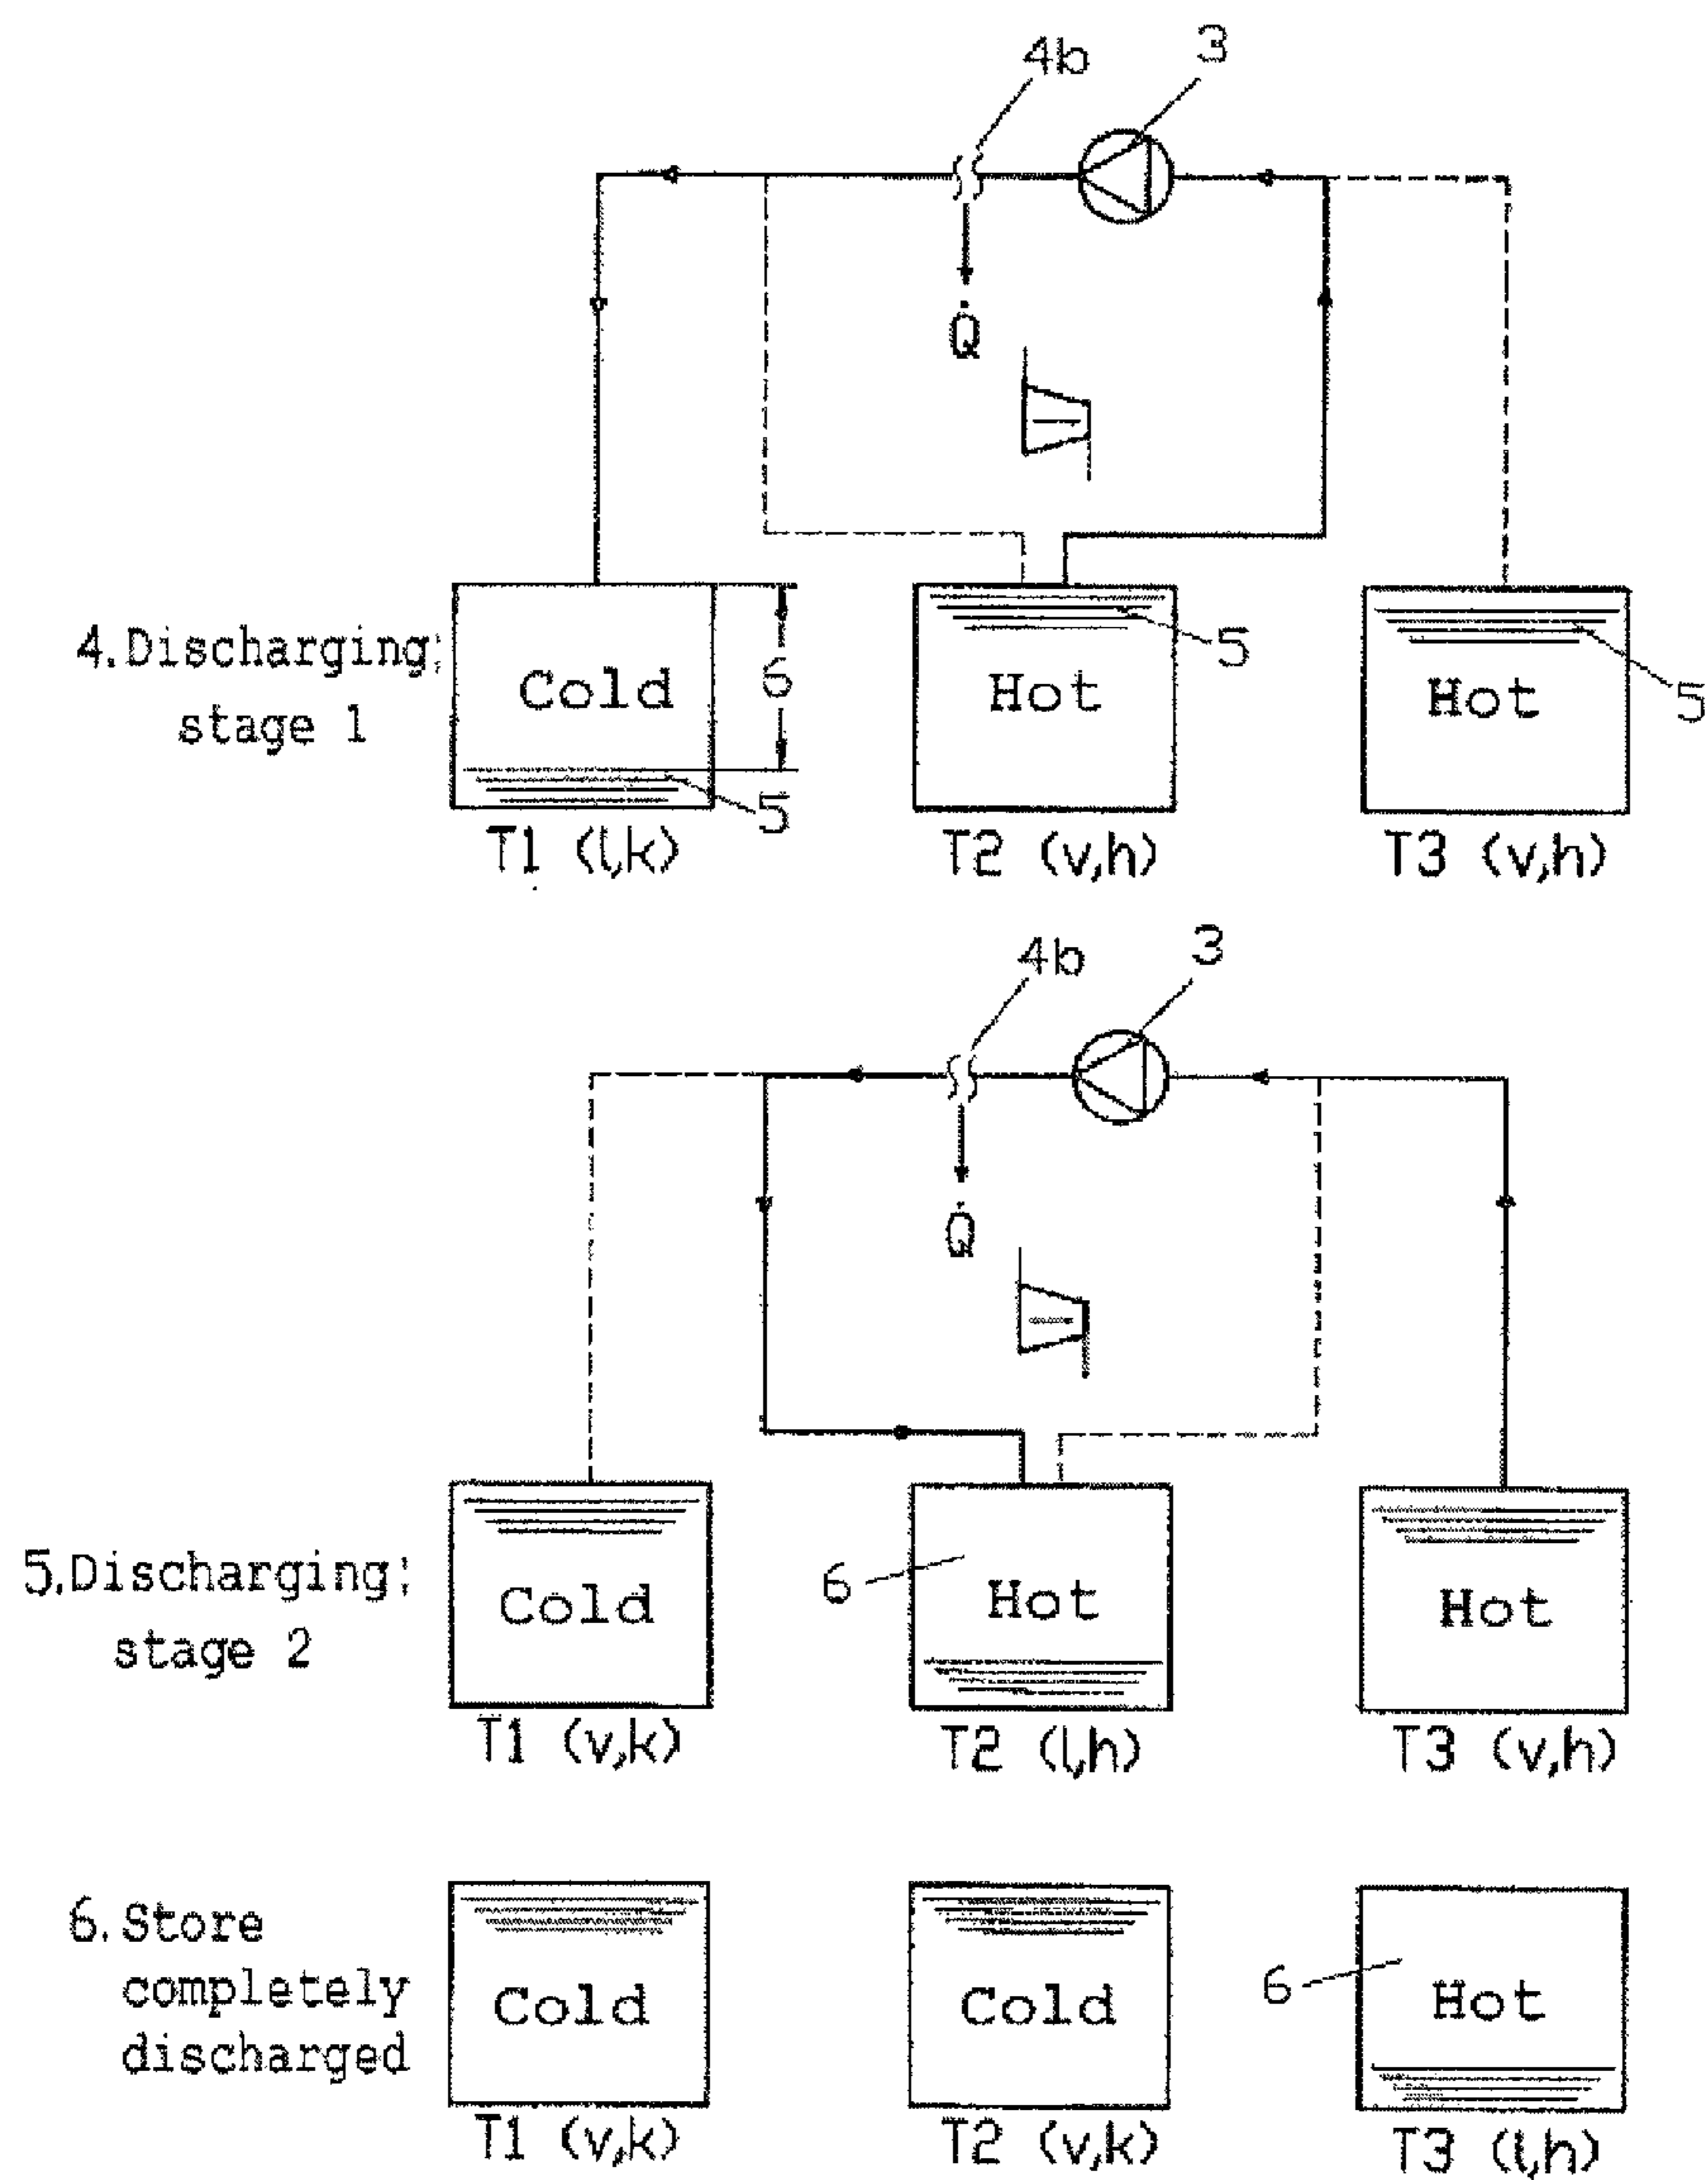 4b
3
Q̇
4.Discharging:
stage 1
Cold
6
5
Hot
5
Hot
5
T1 (l,k)
T2 (v,h)
T3 (v,h)
4b
3
Q̇
5.Discharging:
stage 2
Cold
6
Hot
Hot
T1 (v,k)
T2 (l,h)
T3 (v,h)
6. Store
completely
discharged
Cold
Cold
6
Hot
T1 (v,k)
T2 (v,k)
T3 (l,h)